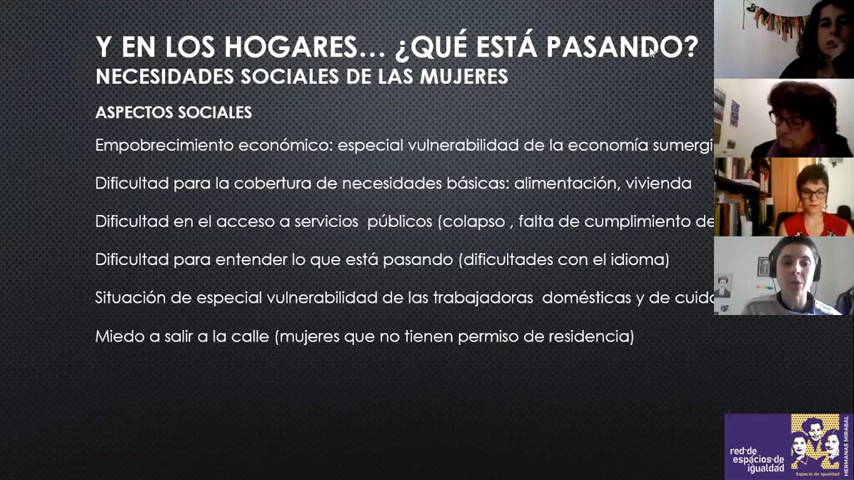 Y EN LOS HOGARES... ¿QUÉ ESTÁ PASANDO?
NECESIDADES SOCIALES DE LAS MUJERES
ASPECTOS SOCIALES
Empobrecimiento económico: especial vulnerabilidad de la economía sumergi
Dificultad para la cobertura de necesidades básicas: alimentación, vivienda
Dificultad en el acceso a servicios públicos (colapso , falta de cumplimiento de
Dificultad para entender lo que está pasando (dificultades con el idioma)
Situación de especial vulnerabilidad de las trabajadoras domésticas y de cuida
Miedo a salir a la calle (mujeres que no tienen permiso de residencia)
red de
espacios de
igualdad
Espacio de Igualdad
HERMANAS MIRABAL